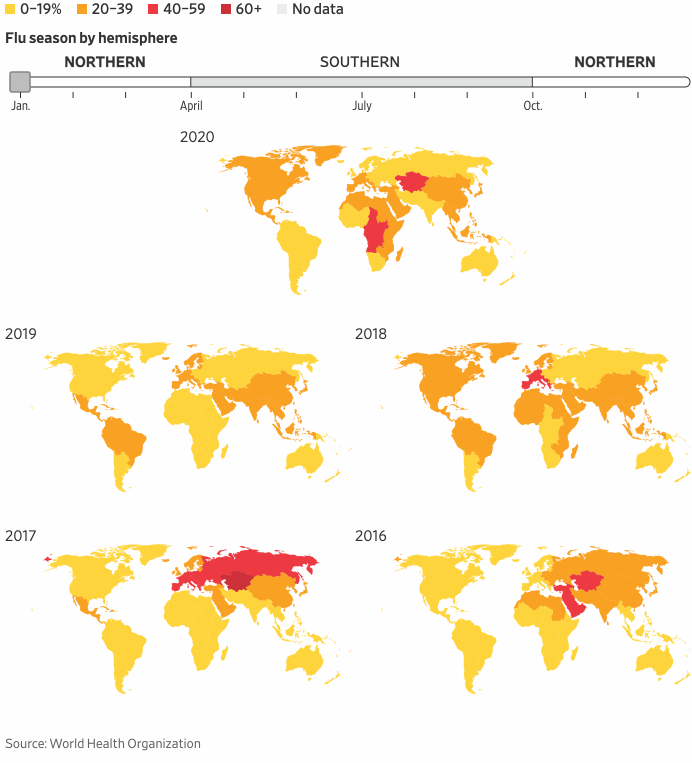 0–19% 20–39 40–59 60+ No data
Flu season by hemisphere
NORTHERN SOUTHERN NORTHERN
Jan. April July Oct.
2020
2019 2018
2017 2016
Source: World Health Organization